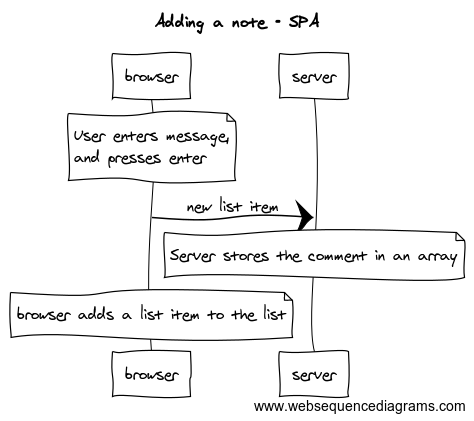 Adding a note - SPA
browser
server
User enters message,
and presses enter
new list item
Server stores the comment in an array
browser adds a list item to the list
browser
server
www.websequencediagrams.com